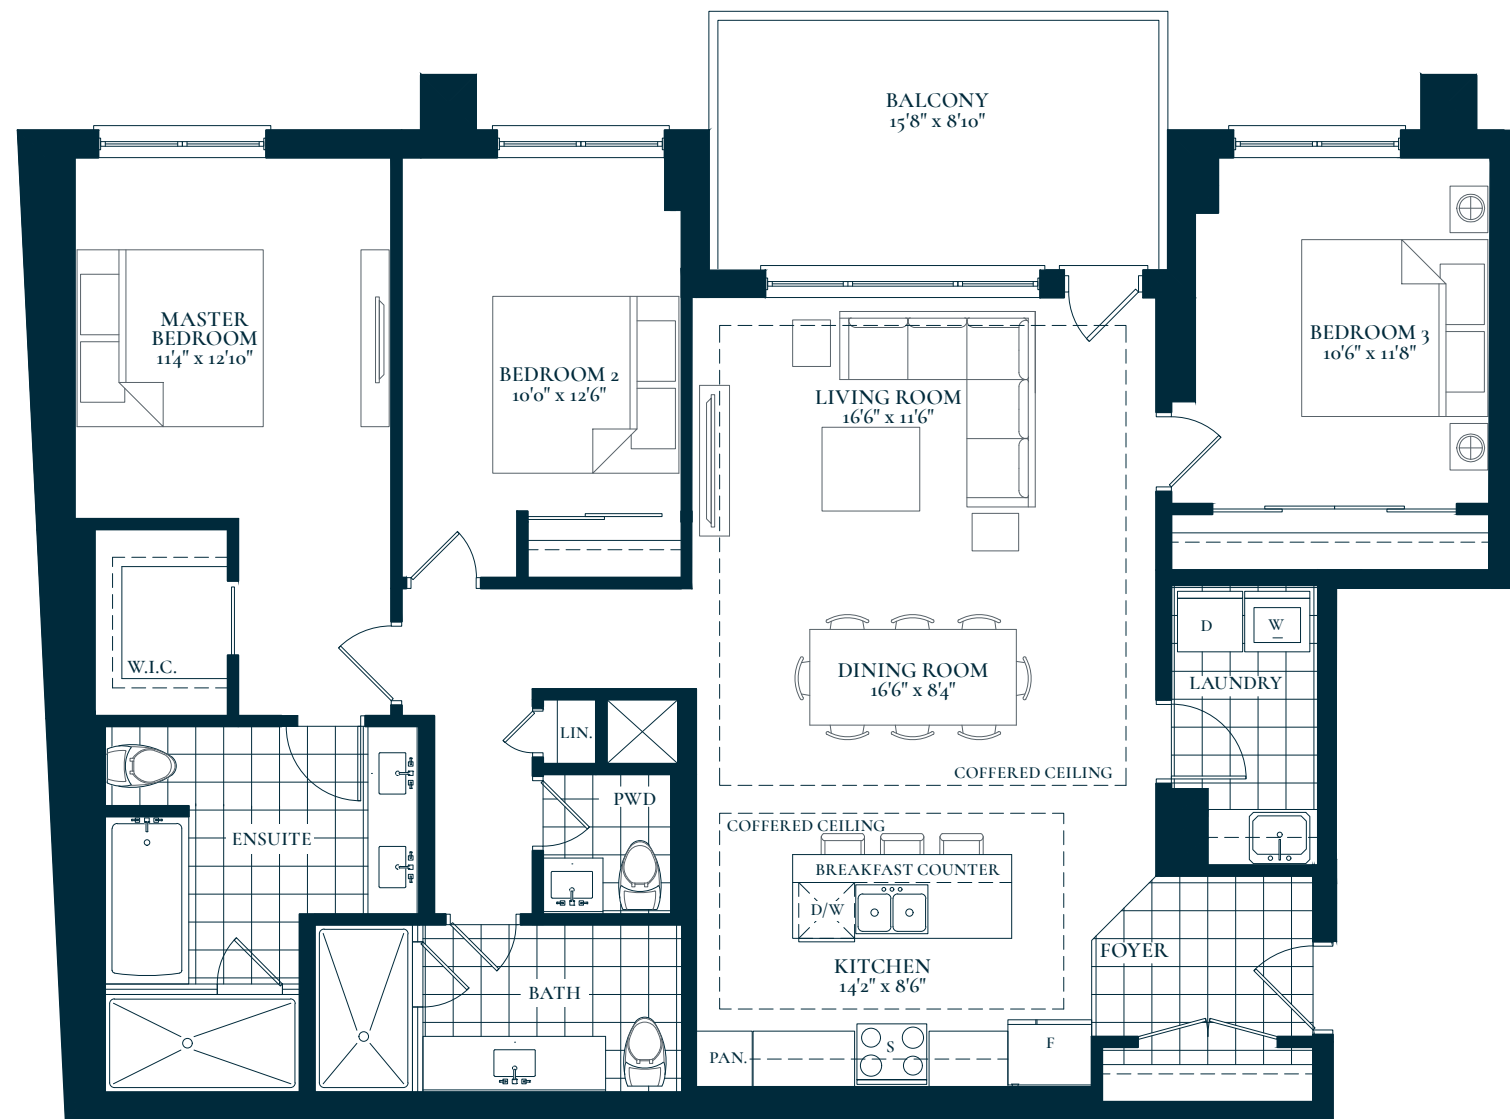 BALCONY
15'8" x 8'10"
MASTER
BEDROOM
11'4" x 12'10"
BEDROOM 2
10'0" x 12'6"
LIVING ROOM
16'6" x 11'6"
BEDROOM 3
10'6" x 11'8"
W.I.C.
D
W
LAUNDRY
DINING ROOM
16'6" x 8'4"
COFFERED CEILING
LIN.
PWD
ENSUITE
COFFERED CEILING
BREAKFAST COUNTER
D/W
KITCHEN
14'2" x 8'6"
FOYER
BATH
PAN.
S
F